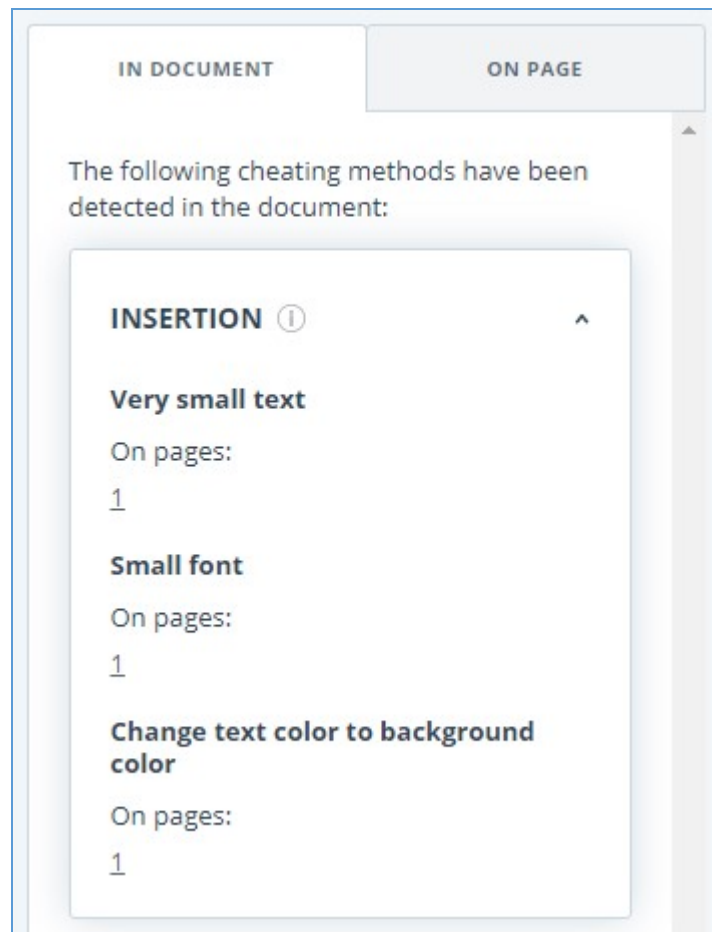 IN DOCUMENT
ON PAGE
The following cheating methods have been
detected in the document:
INSERTION
Very small text
On pages:
1
Small font
On pages:
1
Change text color to background
color
On pages:
1